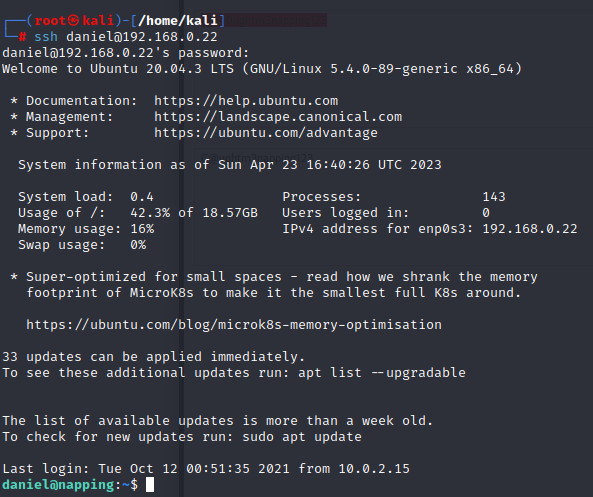 ┌──(root㉿kali)-[/home/kali]
└─# ssh daniel@192.168.0.22
daniel@192.168.0.22's password:
Welcome to Ubuntu 20.04.3 LTS (GNU/Linux 5.4.0-89-generic x86_64)
* Documentation: https://help.ubuntu.com
* Management: https://landscape.canonical.com
* Support: https://ubuntu.com/advantage
System information as of Sun Apr 23 16:40:26 UTC 2023
System load: 0.4 Processes: 143
Usage of /: 42.3% of 18.57GB Users logged in: 0
Memory usage: 16% IPv4 address for enp0s3: 192.168.0.22
Swap usage: 0%
* Super-optimized for small spaces - read how we shrank the memory
footprint of MicroK8s to make it the smallest full K8s around.
https://ubuntu.com/blog/microk8s-memory-optimisation
33 updates can be applied immediately.
To see these additional updates run: apt list --upgradable
The list of available updates is more than a week old.
To check for new updates run: sudo apt update
Last login: Tue Oct 12 00:51:35 2021 from 10.0.2.15
daniel@napping:~$